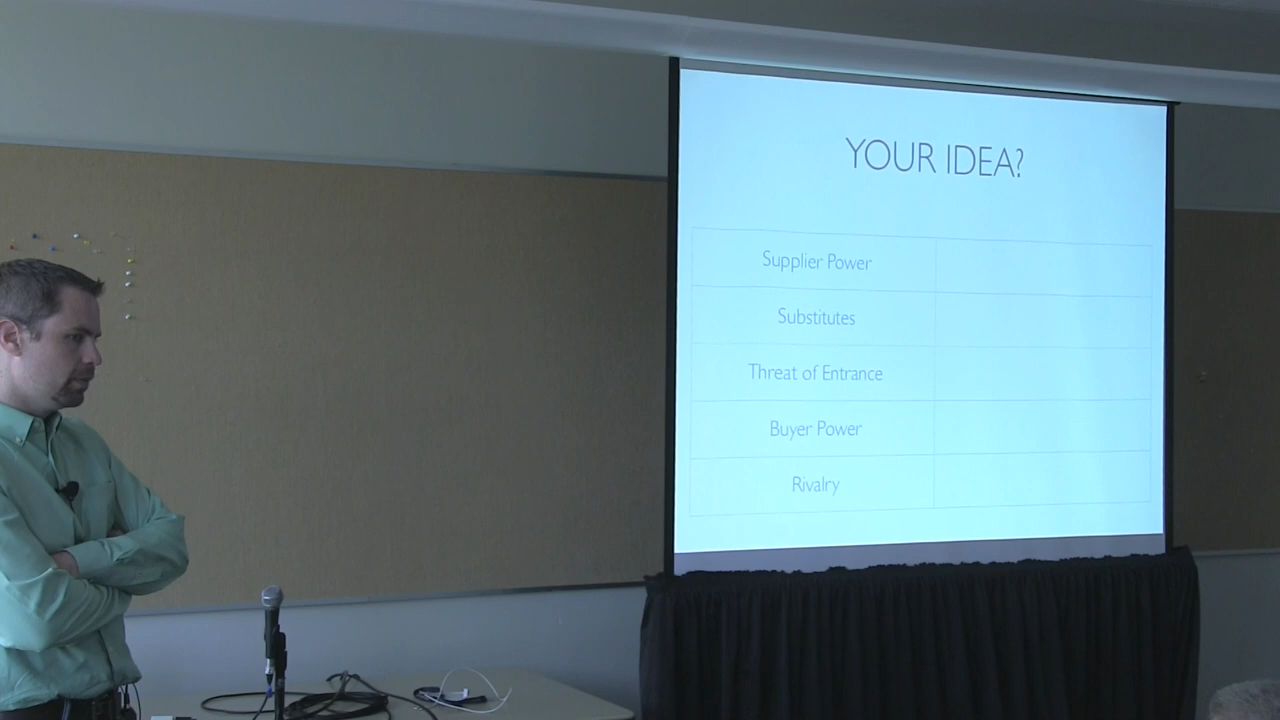 YOUR IDEA?
Supplier Power
Substitutes
Threat of Entrance
Buyer Power
Rivalry